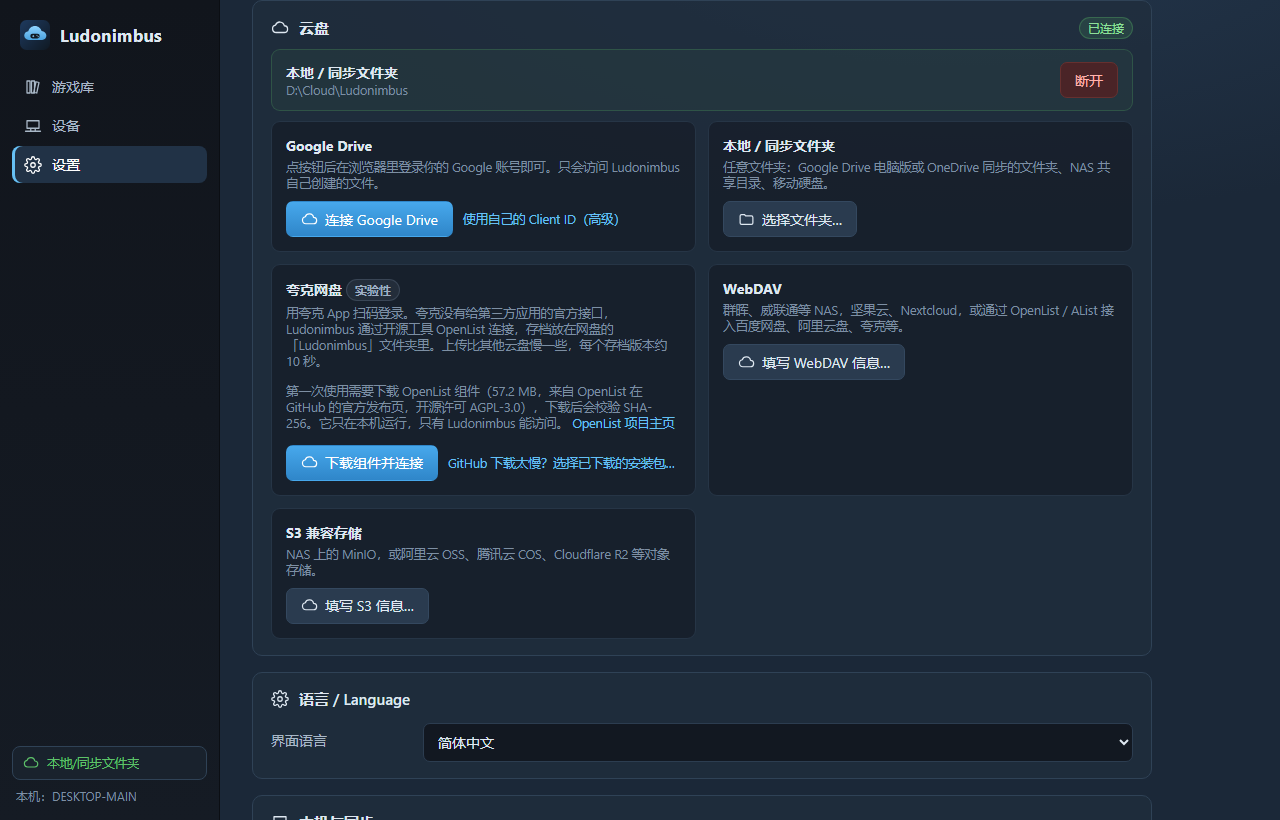 Ludonimbus
游戏库
设备
设置
本地/同步文件夹
本机：DESKTOP-MAIN
云盘
已连接
本地 / 同步文件夹
D:\Cloud\Ludonimbus
断开
Google Drive
点按钮后在浏览器里登录你的 Google 账号即可。只会访问 Ludonimbus
自己创建的文件。
连接 Google Drive
使用自己的 Client ID（高级）
本地 / 同步文件夹
任意文件夹：Google Drive 电脑版或 OneDrive 同步的文件夹、NAS 共
享目录、移动硬盘。
选择文件夹...
夸克网盘
实验性
用夸克 App 扫码登录。夸克没有给第三方应用的官方接口，
Ludonimbus 通过开源工具 OpenList 连接，存档放在网盘的
「Ludonimbus」文件夹里。上传比其他云盘慢一些，每个存档版本约
10 秒。
第一次使用需要下载 OpenList 组件（57.2 MB，来自 OpenList 在
GitHub 的官方发布页，开源许可 AGPL-3.0），下载后会校验 SHA-
256。它只在本机运行，只有 Ludonimbus 能访问。 OpenList 项目主页
下载组件并连接
GitHub 下载太慢？选择已下载的安装包...
WebDAV
群晖、威联通等 NAS，坚果云、Nextcloud，或通过 OpenList / AList 接
入百度网盘、阿里云盘、夸克等。
填写 WebDAV 信息...
S3 兼容存储
NAS 上的 MinIO，或阿里云 OSS、腾讯云 COS、Cloudflare R2 等对象
存储。
填写 S3 信息...
语言 / Language
界面语言
简体中文
本机与同步